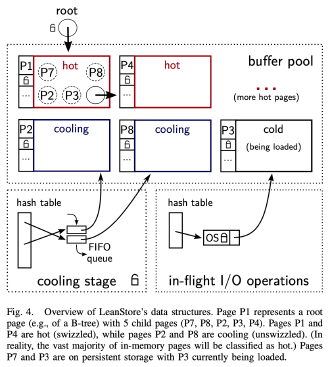 root
buffer pool
P1
hot
P7
P8
P2
P3
...
P4
hot
...
...
(more hot pages)
P2
cooling
...
P8
cooling
...
P3
cold
(being loaded)
...
hash table
FIFO
queue
cooling stage
hash table
OS
in-flight I/O operations
Fig. 4. Overview of LeanStore's data structures. Page P1 represents a root
page (e.g., of a B-tree) with 5 child pages (P7, P8, P2, P3, P4). Pages P1 and
P4 are hot (swizzled), while pages P2 and P8 are cooling (unswizzled). (In
reality, the vast majority of in-memory pages will be classified as hot.) Pages
P7 and P3 are on persistent storage with P3 currently being loaded.